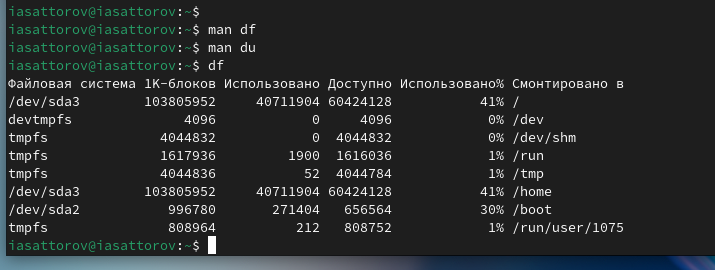 iasattorov@iasattorov:~$
iasattorov@iasattorov:~$ man df
iasattorov@iasattorov:~$ man du
iasattorov@iasattorov:~$ df
Файловая система 1K-блоков Использовано Доступно Использовано% Смонтировано в
/dev/sda3 103805952 40711904 60424128 41% /
devtmpfs 4096 0 4096 0% /dev
tmpfs 4044832 0 4044832 0% /dev/shm
tmpfs 1617936 1900 1616036 1% /run
tmpfs 4044836 52 4044784 1% /tmp
/dev/sda3 103805952 40711904 60424128 41% /home
/dev/sda2 996780 271404 656564 30% /boot
tmpfs 808964 212 808752 1% /run/user/1075
iasattorov@iasattorov:~$